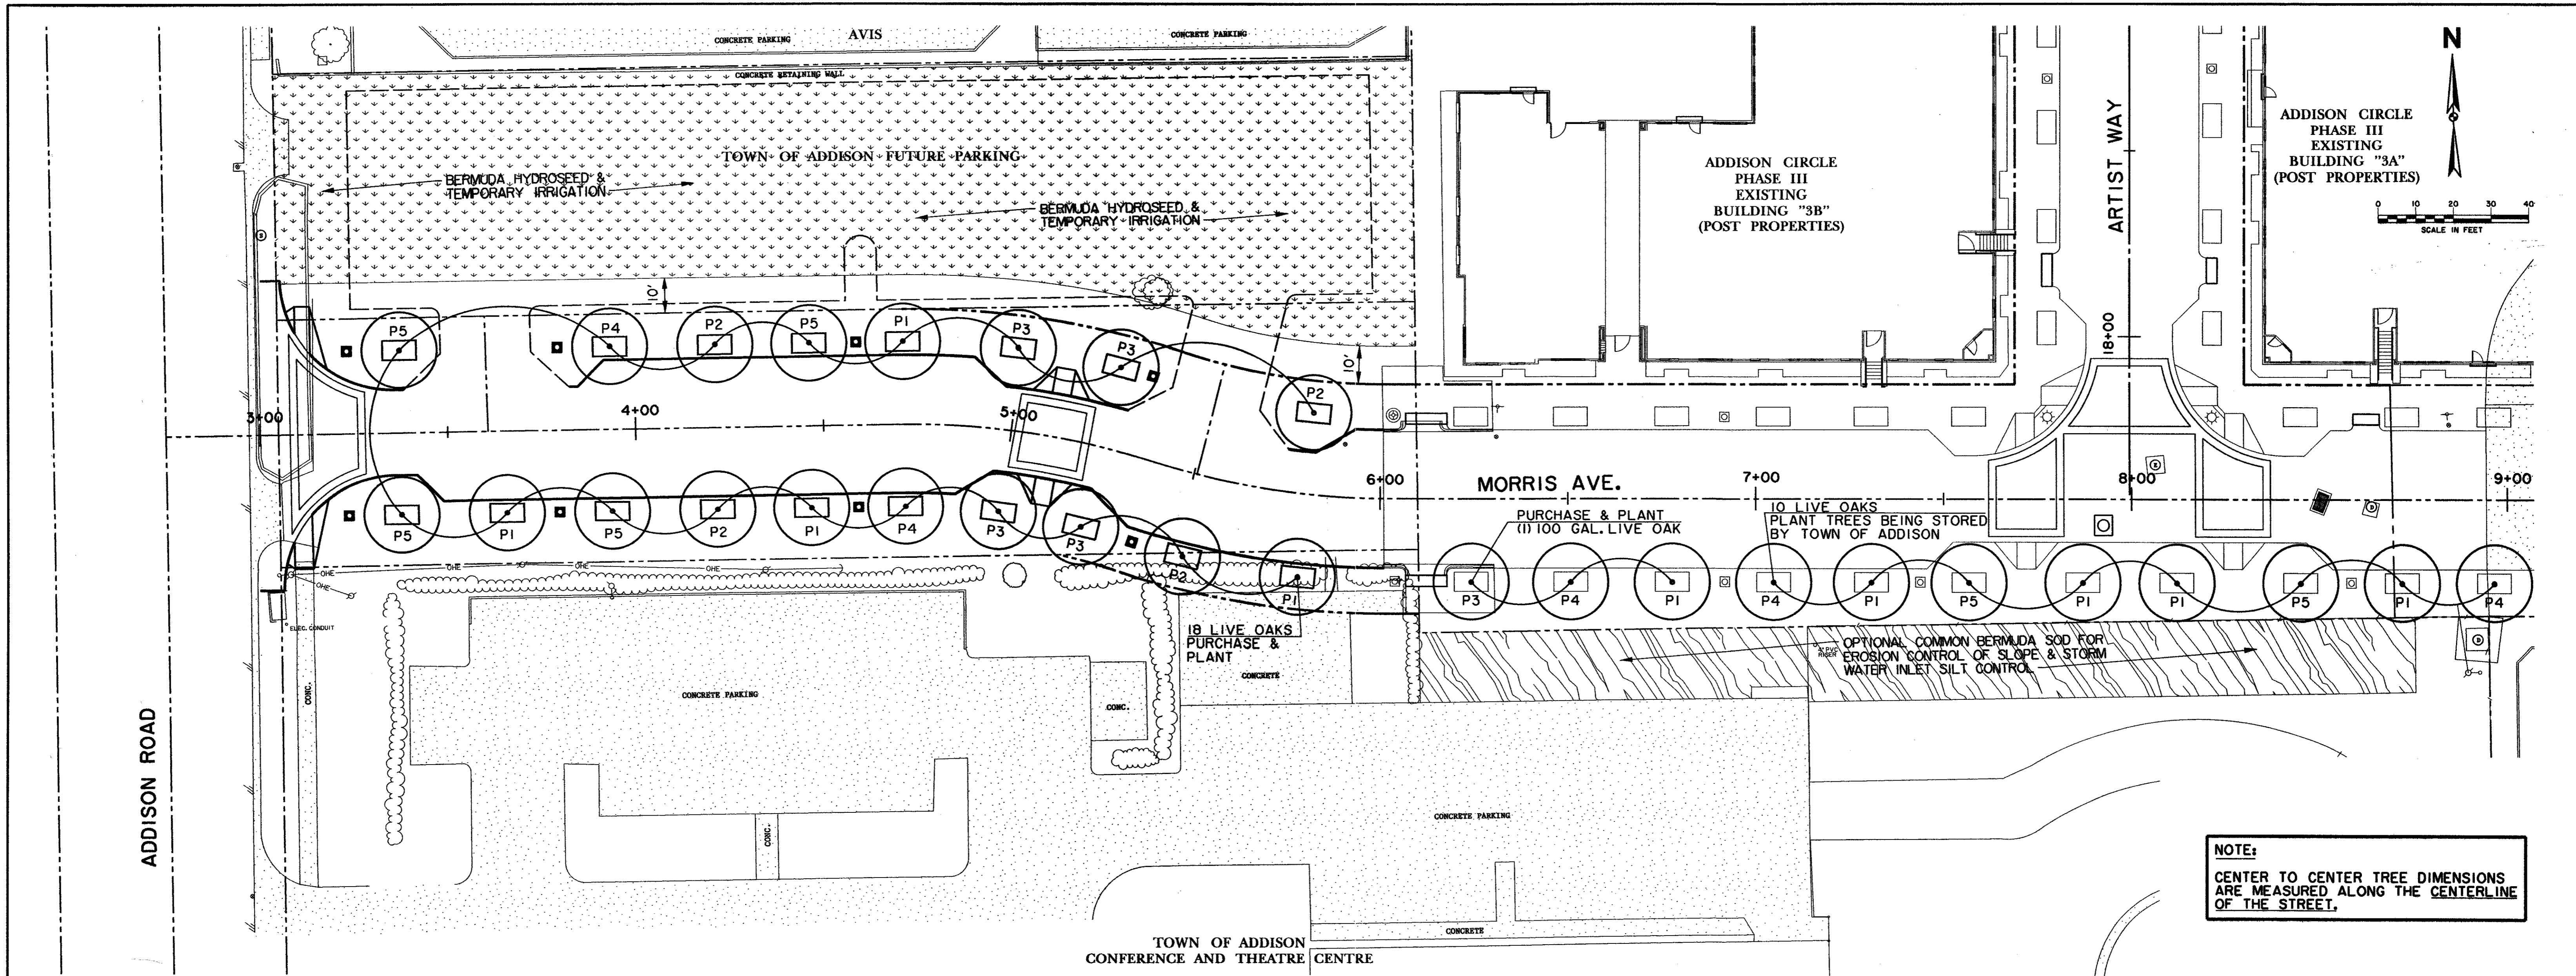 CONCRETE PARKING
AVIS
CONCRETE PARKING
CONCRETE RETAINING WALL
TOWN OF ADDISON FUTURE PARKING
BERMUDA HYDROSEED &
TEMPORARY IRRIGATION
BERMUDA HYDROSEED &
TEMPORARY IRRIGATION
ADDISON CIRCLE
PHASE III
EXISTING
BUILDING "3B"
(POST PROPERTIES)
ARTIST WAY
ADDISON CIRCLE
PHASE III
EXISTING
BUILDING "3A"
(POST PROPERTIES)
N
0 10 20 30 40
SCALE IN FEET
10'
10'
18+00
P5
P4
P2
P5
P1
P3
P3
P2
3+00
4+00
5+00
6+00
7+00
8+00
9+00
MORRIS AVE.
PURCHASE & PLANT
(1) 100 GAL. LIVE OAK
10 LIVE OAKS
PLANT TREES BEING STORED
BY TOWN OF ADDISON
P5
P1
P5
P2
P1
P4
P3
P3
P2
P1
P3
P4
P1
P4
P1
P5
P1
P1
P5
P1
P4
OHE
OHE
OHE
OHE
ELEC. CONDUIT
18 LIVE OAKS
PURCHASE &
PLANT
OPTIONAL COMMON BERMUDA SOD FOR
EROSION CONTROL OF SLOPE & STORM
WATER INLET SILT CONTROL
PVC
RISER
CONCRETE
CONC.
CONCRETE PARKING
CONC.
CONC.
CONCRETE PARKING
ADDISON ROAD
CONCRETE
TOWN OF ADDISON
CONFERENCE AND THEATRE CENTRE
NOTE:
CENTER TO CENTER TREE DIMENSIONS
ARE MEASURED ALONG THE CENTERLINE
OF THE STREET.